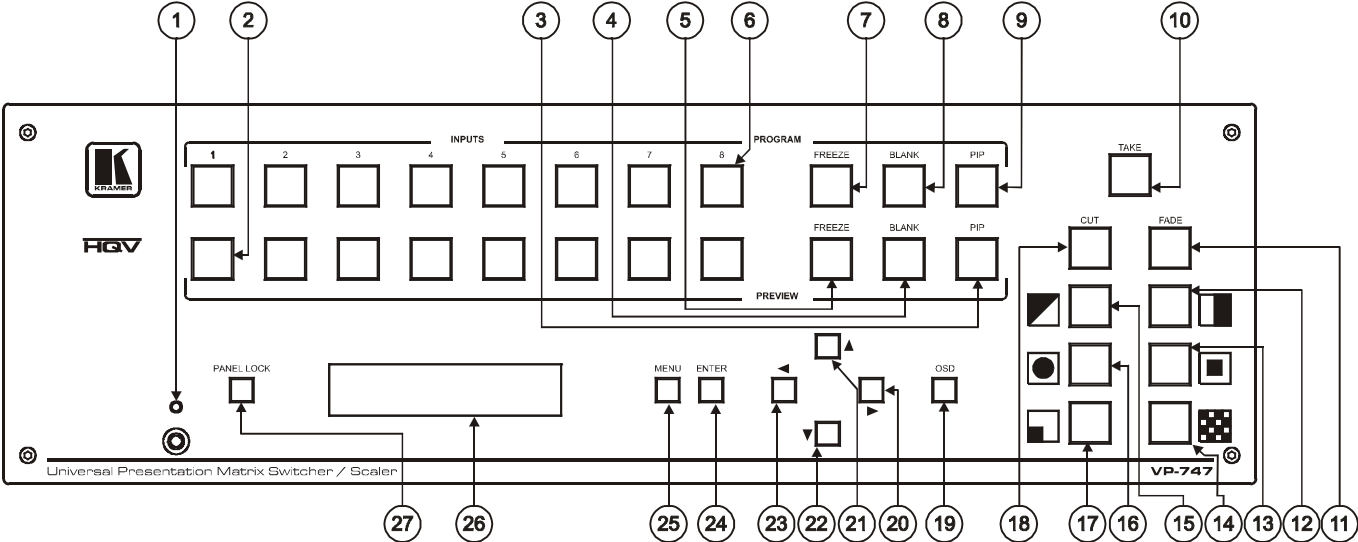 1 2 3 4 5 6 7 8 9 10
INPUTS PROGRAM
1 2 3 4 5 6 7 8 FREEZE BLANK PIP TAKE
K
KRAMER
CUT FADE
HQV
FREEZE BLANK PIP
PREVIEW
PANEL LOCK MENU ENTER OSD
Universal Presentation Matrix Switcher / Scaler VP-747
27 26 25 24 23 22 21 20 19 18 17 16 15 14 13 12 11